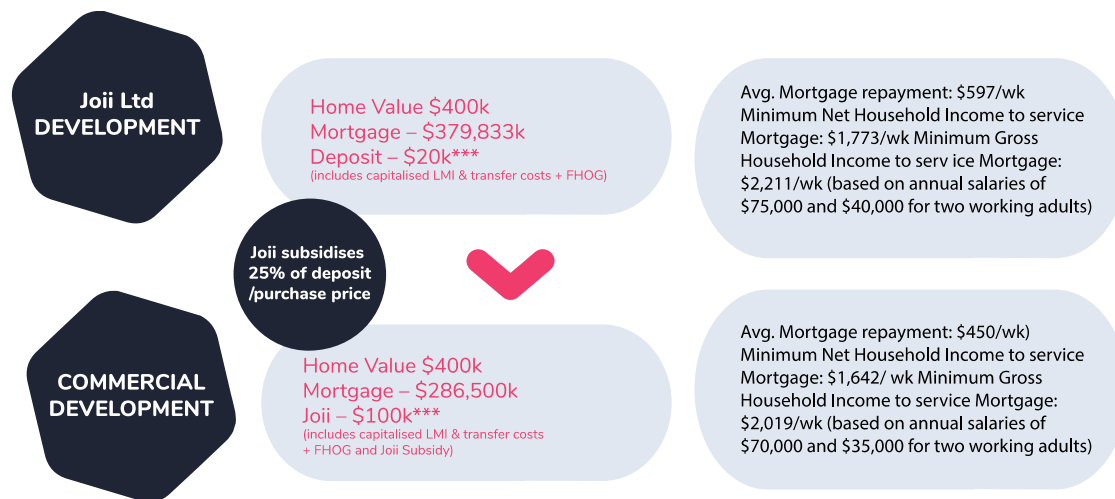 Joii Ltd
DEVELOPMENT
Home Value $400k
Mortgage – $379,833k
Deposit – $20k***
(includes capitalised LMI & transfer costs + FHOG)
Avg. Mortgage repayment: $597/wk
Minimum Net Household Income to service
Mortgage: $1,773/wk Minimum Gross
Household Income to serv ice Mortgage:
$2,211/wk (based on annual salaries of
$75,000 and $40,000 for two working adults)
Joii subsidises
25% of deposit
/purchase price
COMMERCIAL
DEVELOPMENT
Home Value $400k
Mortgage – $286,500k
Joii – $100k***
(includes capitalised LMI & transfer costs
+ FHOG and Joii Subsidy)
Avg. Mortgage repayment: $450/wk)
Minimum Net Household Income to service
Mortgage: $1,642/ wk Minimum Gross
Household Income to service Mortgage:
$2,019/wk (based on annual salaries of
$70,000 and $35,000 for two working adults)